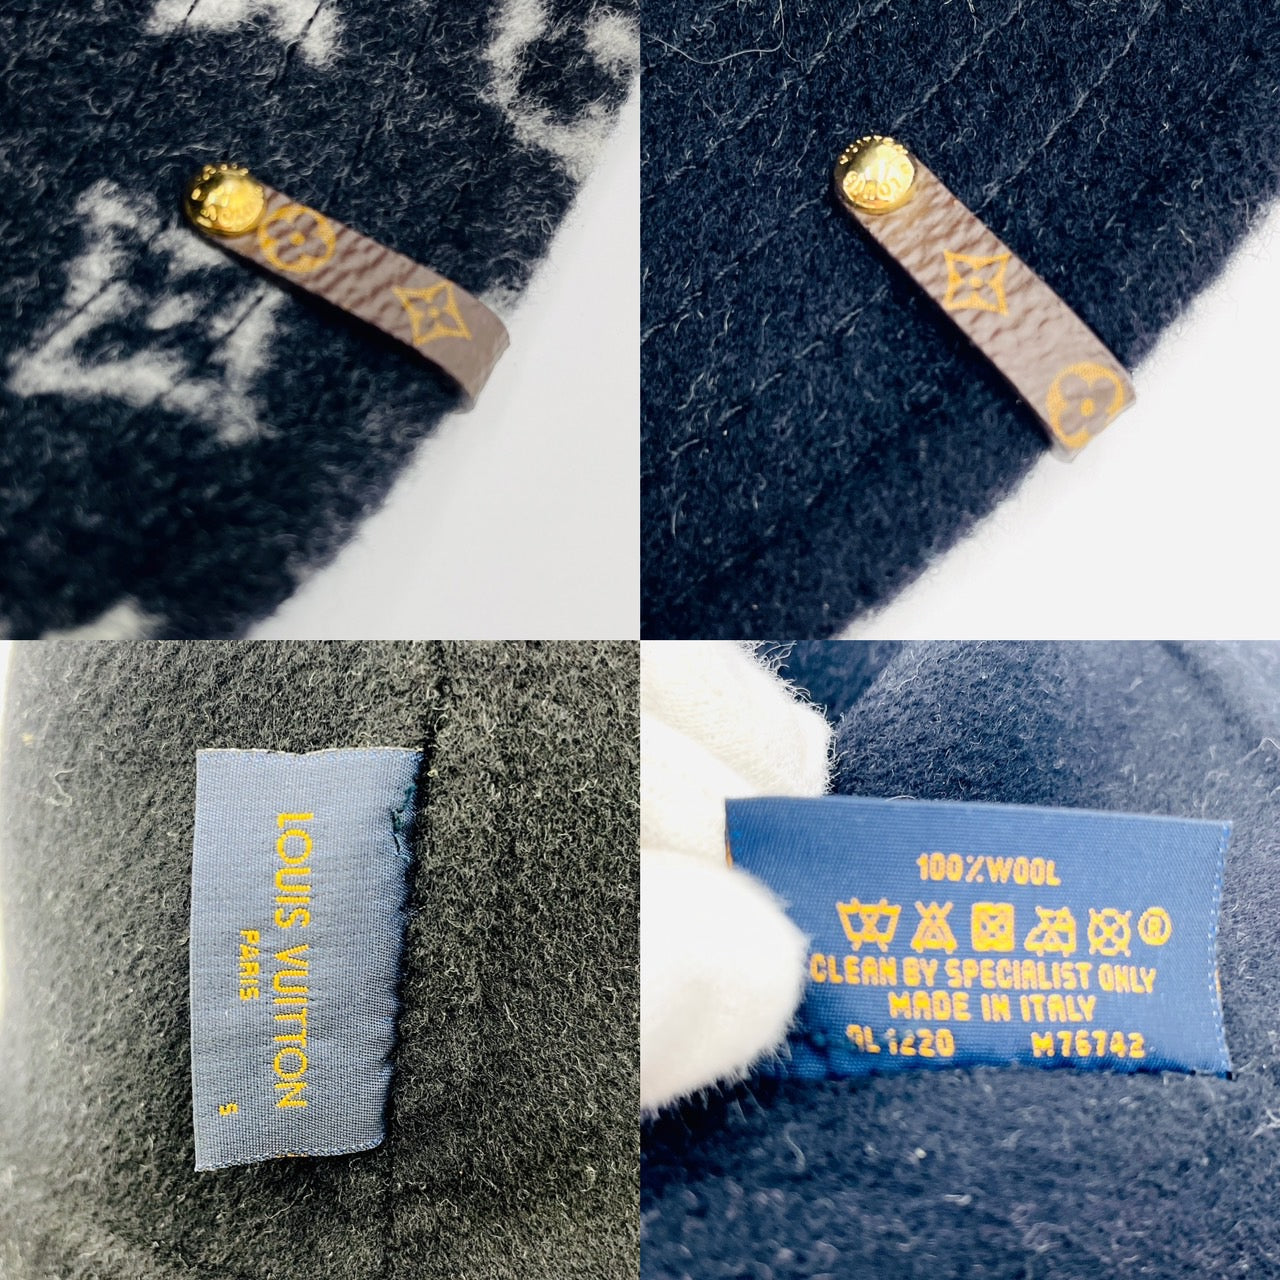 LOUIS VUITTON
PARIS
S
100%WOOL
®
CLEAN BY SPECIALIST ONLY
MADE IN ITALY
M76742